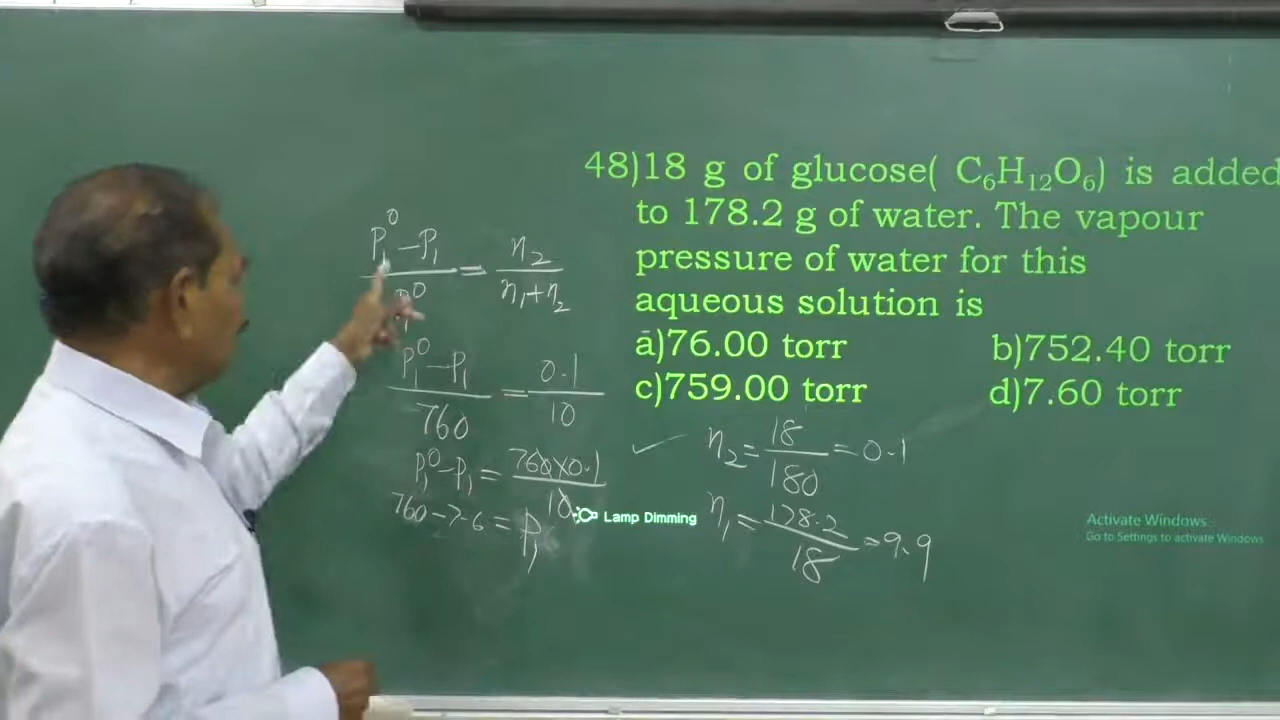 48)18 g of glucose( C₆H₁₂O₆) is added
to 178.2 g of water. The vapour
pressure of water for this
aqueous solution is
a)76.00 torr b)752.40 torr
c)759.00 torr d)7.60 torr
P₁⁰ - P₁ / P₁⁰ = n₂ / n₁+n₂
P₁⁰ - P₁ / 760 = 0.1 / 10
P₁⁰ - P₁ = 760×0.1 / 10
760 - 7.6 = P₁
n₂ = 18 / 180 = 0.1
n₁ = 178.2 / 18 = 9.9
Lamp Dimming
Activate Windows
Go to Settings to activate Windows